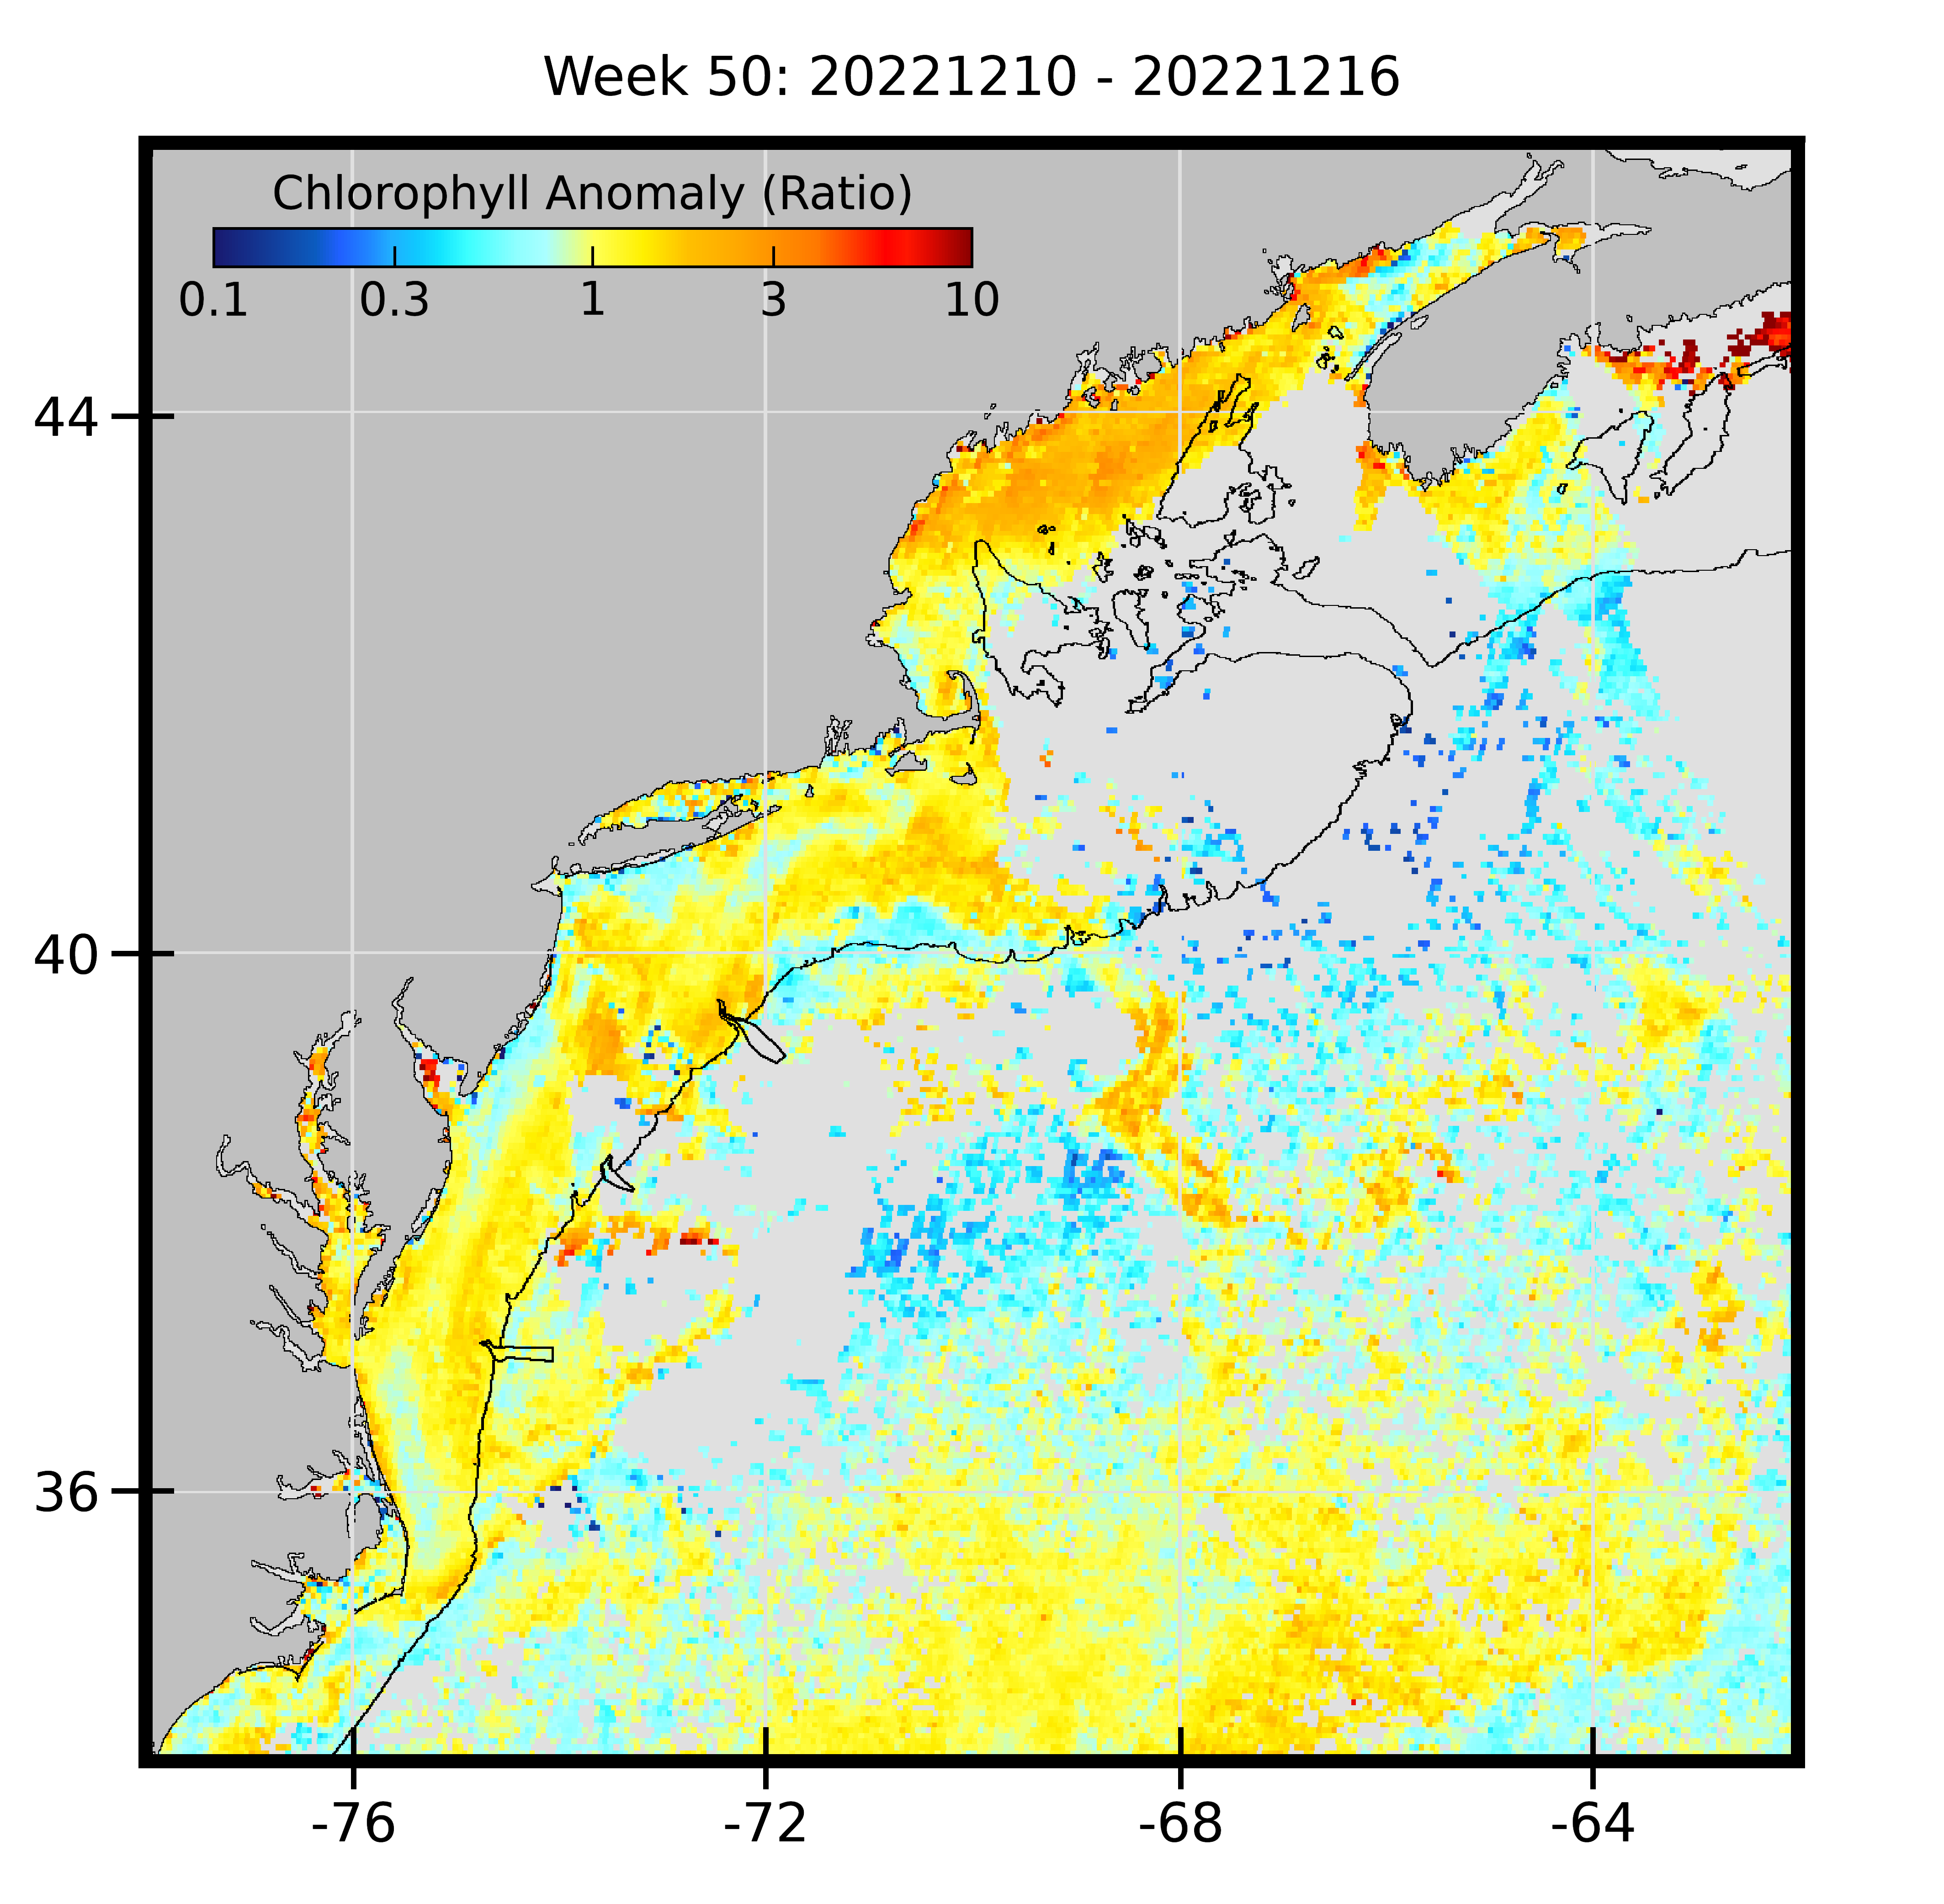 Week 50: 20221210 - 20221216
Chlorophyll Anomaly (Ratio)
0.1 0.3 1 3 10
44
40
36
-76 -72 -68 -64